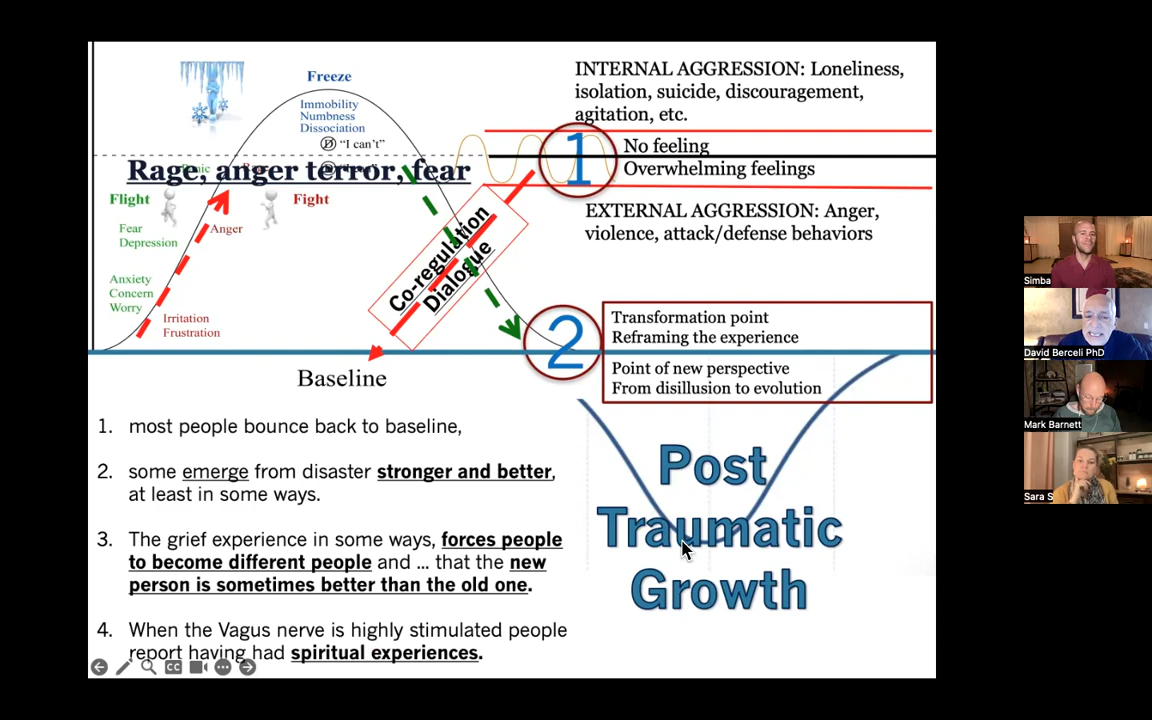 Freeze
Immobility
Numbness
Dissociation
D "I can't"
Rage, anger terror, fear
Flight
Fight
Fear
Depression
Anger
Anxiety
Concern
Worry
Irritation
Frustration
Co-regulation
Dialogue
Baseline
INTERNAL AGGRESSION: Loneliness,
isolation, suicide, discouragement,
agitation, etc.
1
No feeling
Overwhelming feelings
EXTERNAL AGGRESSION: Anger,
violence, attack/defense behaviors
2
Transformation point
Reframing the experience
Point of new perspective
From disillusion to evolution
1. most people bounce back to baseline,
2. some emerge from disaster stronger and better,
at least in some ways.
3. The grief experience in some ways, forces people
to become different people and ... that the new
person is sometimes better than the old one.
4. When the Vagus nerve is highly stimulated people
report having had spiritual experiences.
Post
Traumatic
Growth
CC
Simba
David Berceli PhD
Mark Barnett
Sara S